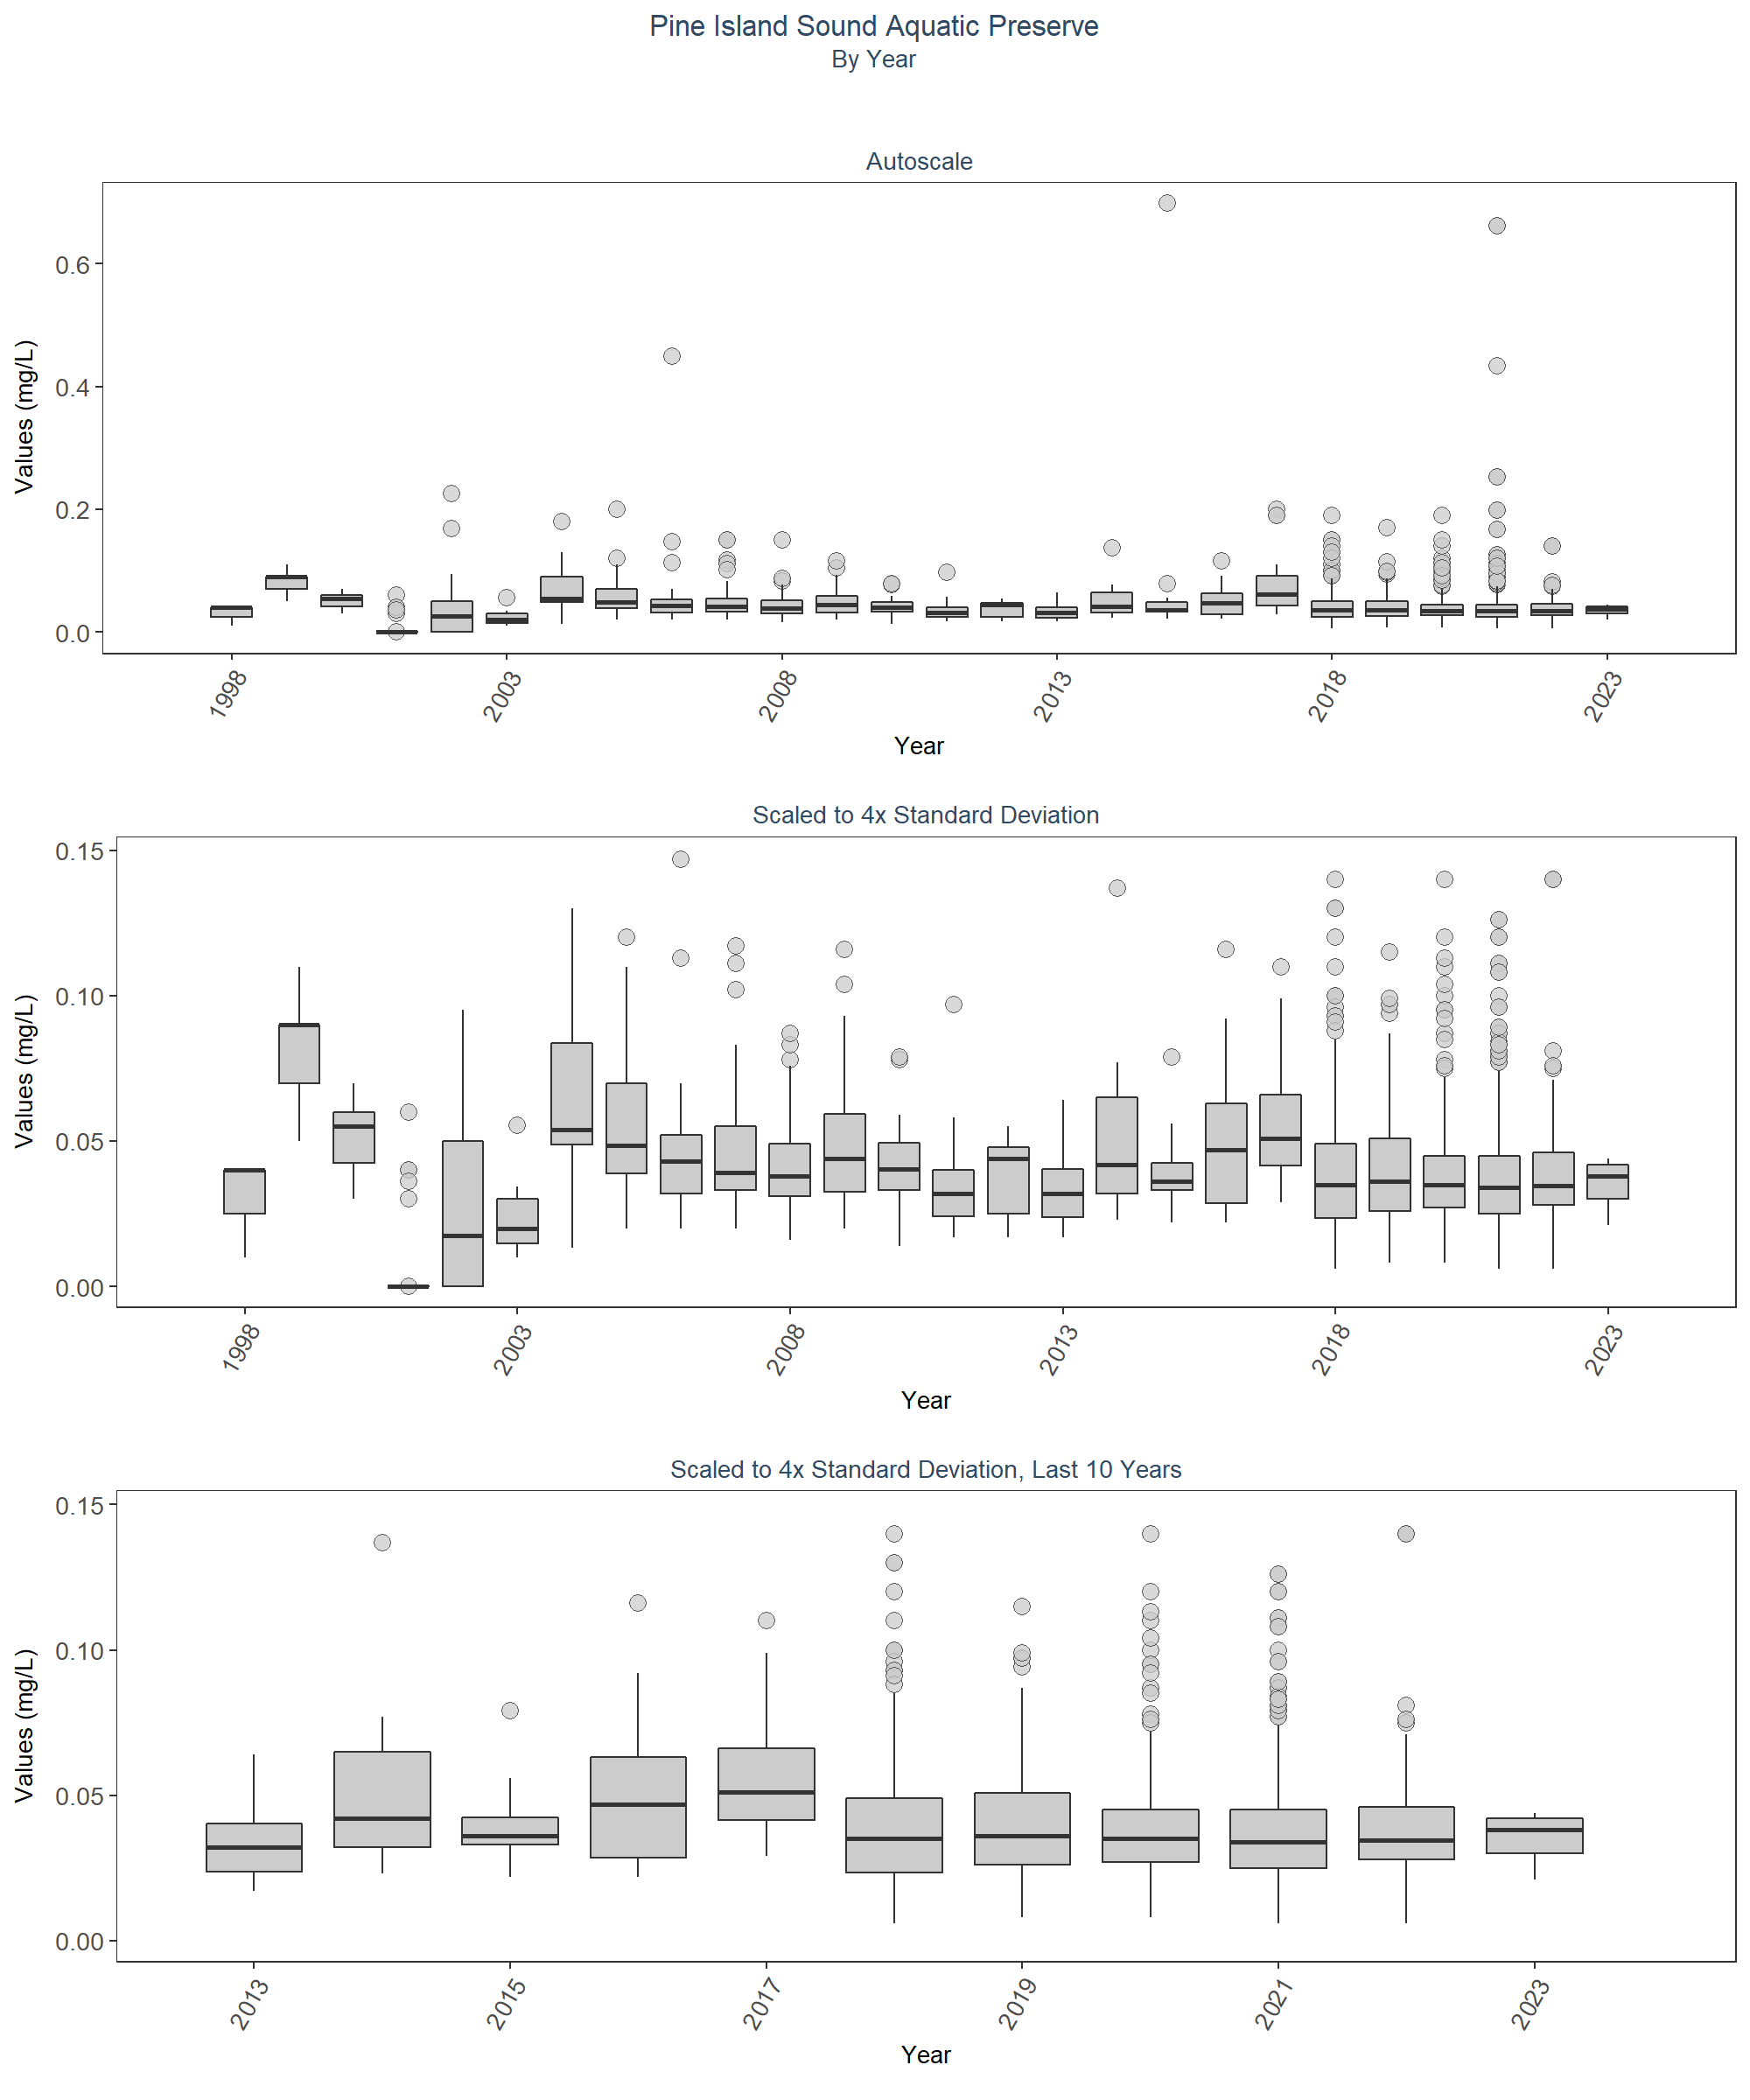 Pine Island Sound Aquatic Preserve
By Year
Autoscale
Values (mg/L)
0.6
0.4
0.2
0.0
1998
2003
2008
2013
2018
2023
Year
Scaled to 4x Standard Deviation
Values (mg/L)
0.15
0.10
0.05
0.00
1998
2003
2008
2013
2018
2023
Year
Scaled to 4x Standard Deviation, Last 10 Years
Values (mg/L)
0.15
0.10
0.05
0.00
2013
2015
2017
2019
2021
2023
Year